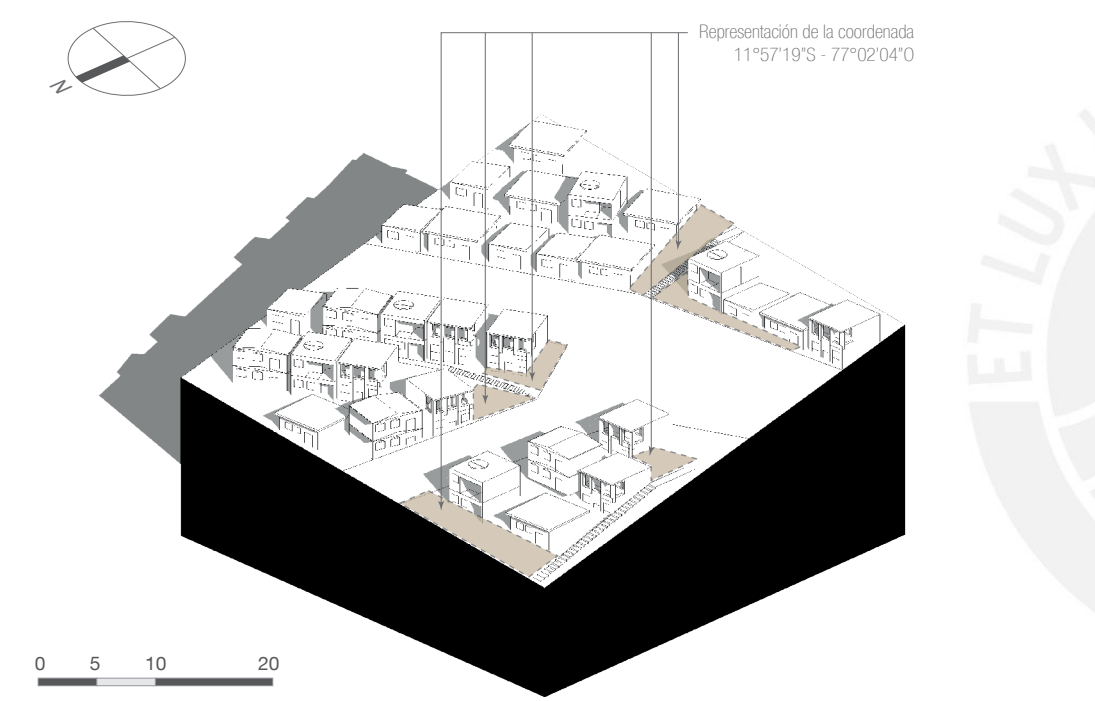 Representación de la coordenada
11°57'19"S - 77°02'04"O
N
ET LUX
0 5 10 20